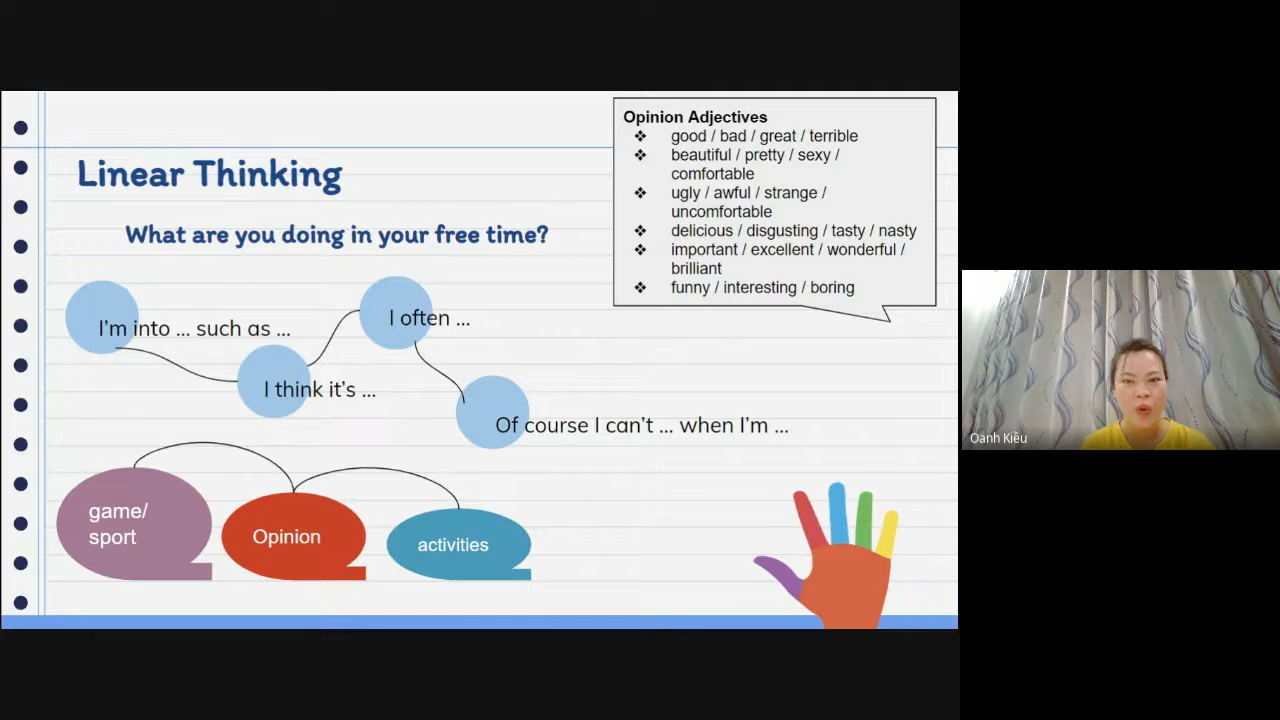 Opinion Adjectives
❖ good / bad / great / terrible
❖ beautiful / pretty / sexy /
comfortable
❖ ugly / awful / strange /
uncomfortable
❖ delicious / disgusting / tasty / nasty
❖ important / excellent / wonderful /
brilliant
❖ funny / interesting / boring
Linear Thinking
What are you doing in your free time?
I'm into ... such as ...
I think it's ...
I often ...
Of course I can't ... when I'm ...
game/
sport
Opinion
activities
Oanh Kiều